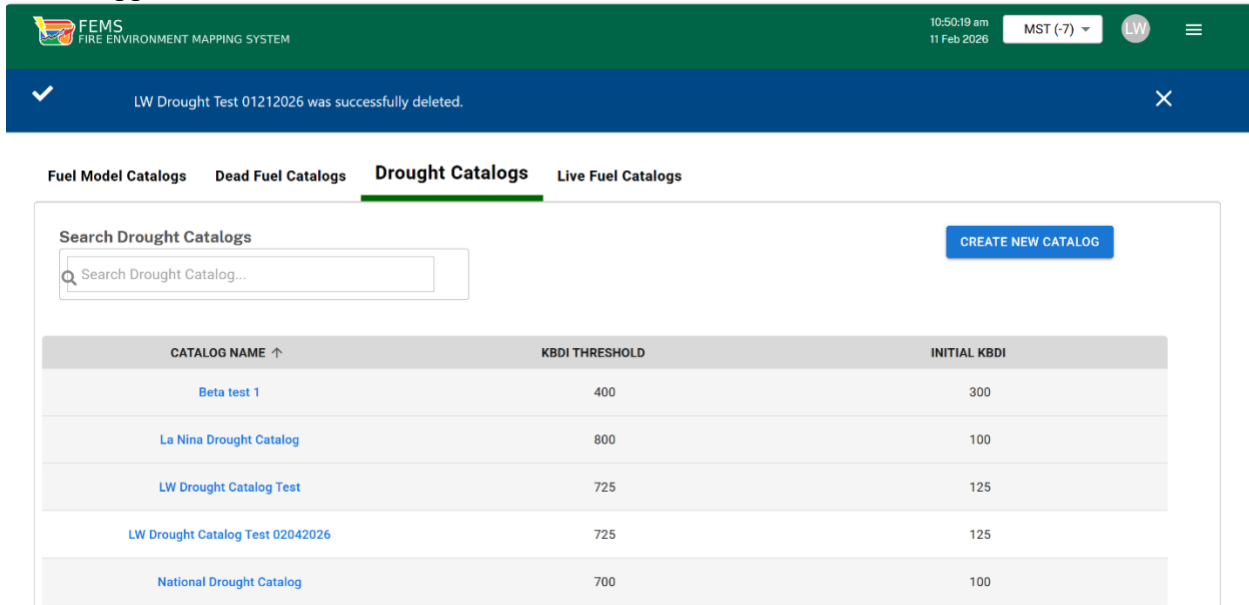 FEMS
FIRE ENVIRONMENT MAPPING SYSTEM
10:50:19 am
11 Feb 2026
MST (-7)
LW
LW Drought Test 01212026 was successfully deleted.
Fuel Model Catalogs Dead Fuel Catalogs Drought Catalogs Live Fuel Catalogs
Search Drought Catalogs
CREATE NEW CATALOG
Search Drought Catalog...
CATALOG NAME ↑ KBDI THRESHOLD INITIAL KBDI
Beta test 1 400 300
La Nina Drought Catalog 800 100
LW Drought Catalog Test 725 125
LW Drought Catalog Test 02042026 725 125
National Drought Catalog 700 100